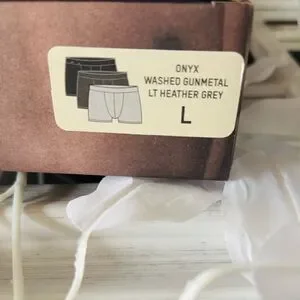 ONYX
WASHED GUNMETAL
LT HEATHER GREY
L